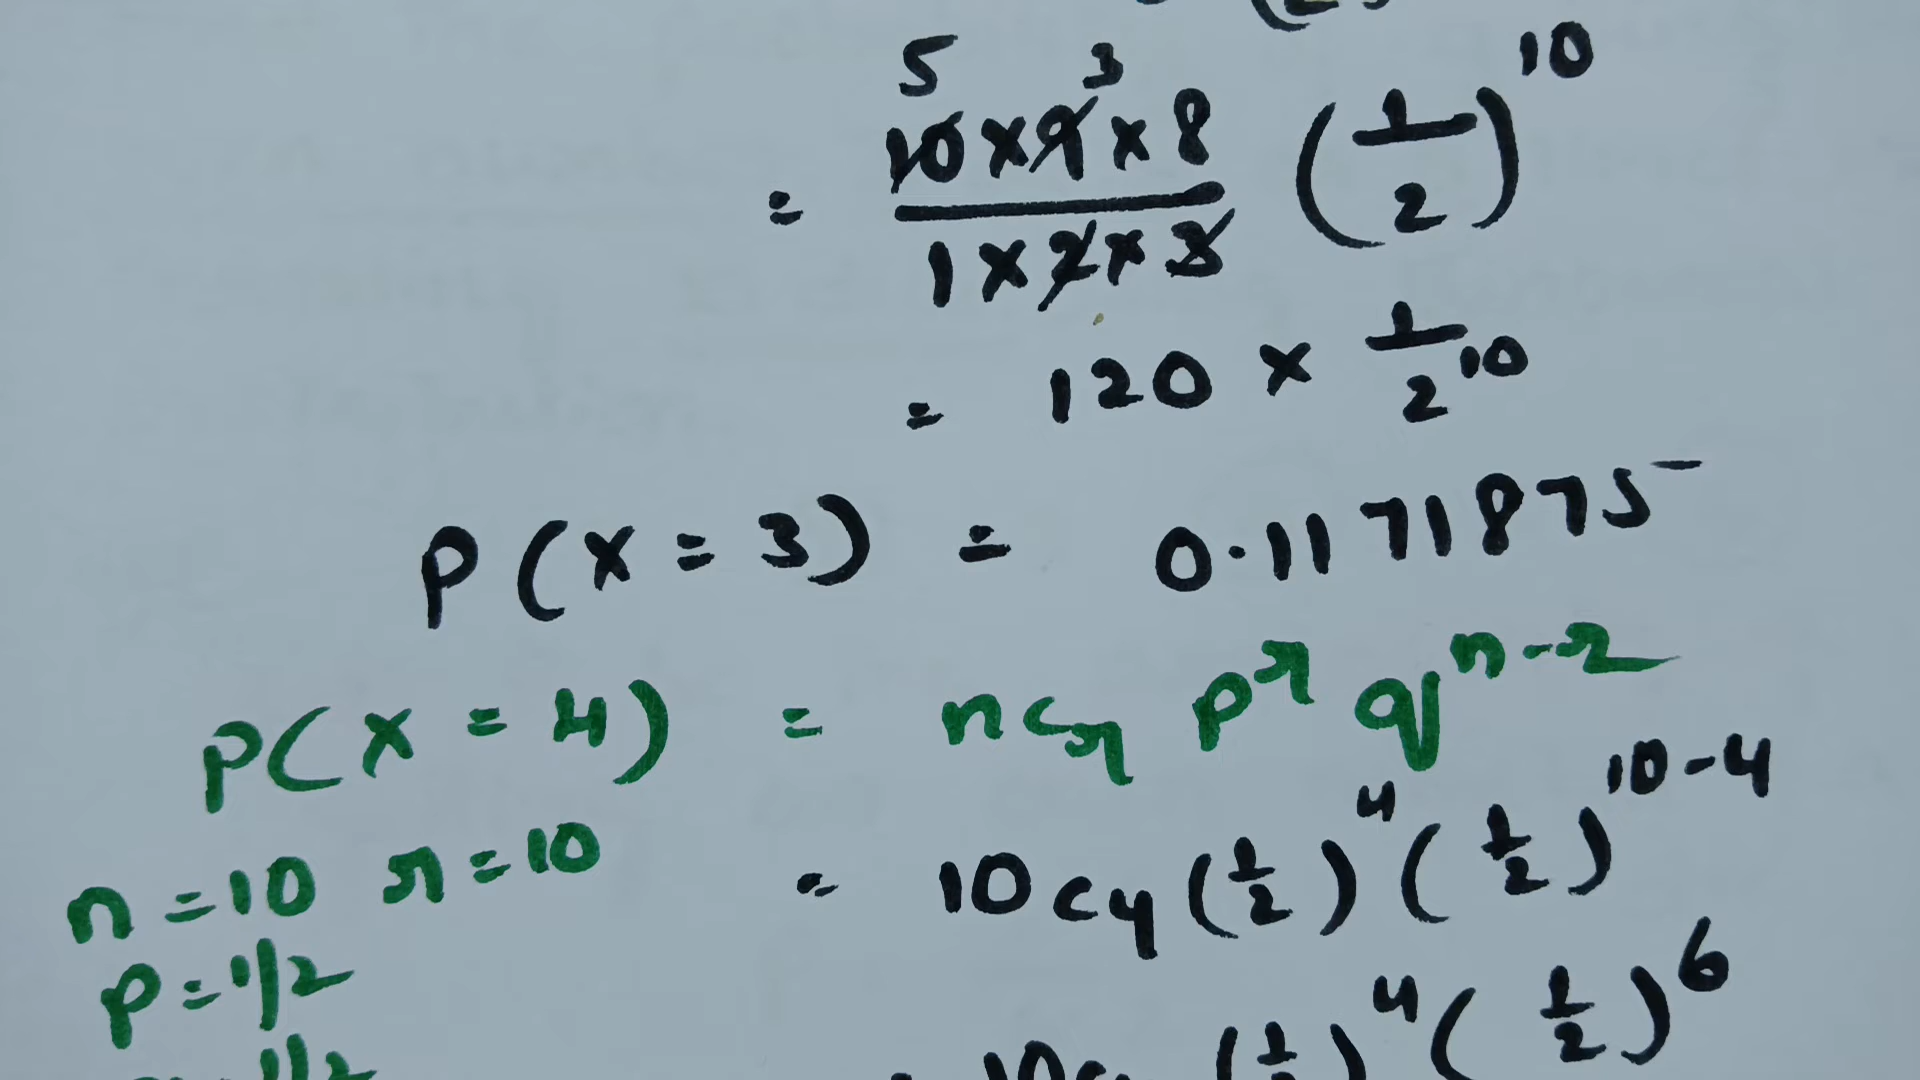 5 3
= 10×9×8 / 1×2×3 (1/2)^10
= 120 × 1/2^10
P(x=3) = 0.1171875
P(x=4) = ncr p^r q^n-r
n=10 r=10
= 10c4 (1/2)^4 (1/2)^10-4
p=1/2
(1/2)^4 (1/2)^6